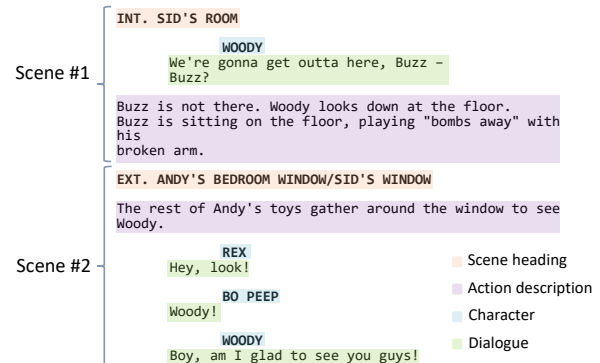 Scene #1
INT. SID'S ROOM
WOODY
We're gonna get outta here, Buzz –
Buzz?
Buzz is not there. Woody looks down at the floor.
Buzz is sitting on the floor, playing "bombs away" with
his
broken arm.
Scene #2
EXT. ANDY'S BEDROOM WINDOW/SID'S WINDOW
The rest of Andy's toys gather around the window to see
Woody.
REX
Hey, look!
BO PEEP
Woody!
WOODY
Boy, am I glad to see you guys!
Scene heading
Action description
Character
Dialogue